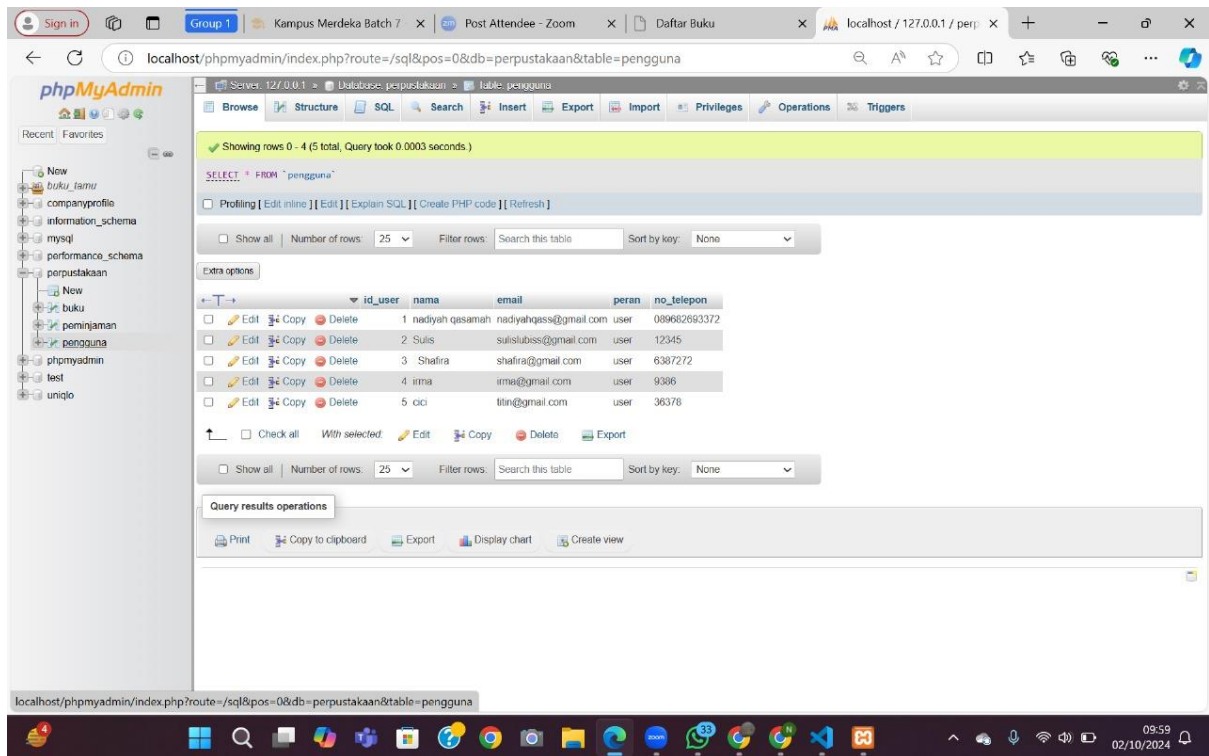 Sign in Group 1 Kampus Merdeka Batch 7 Post Attendee - Zoom Daftar Buku localhost / 127.0.0.1 / perp
localhost/phpmyadmin/index.php?route=/sql&pos=0&db=perpustakaan&table=pengguna
phpMyAdmin
Recent Favorites
New
buku_tamu
companyprofile
information_schema
mysql
performance_schema
perpustakaan
New
buku
peminjaman
pengguna
phpmyadmin
test
uniqlo
Server: 127.0.0.1 » Database: perpustakaan » Table: pengguna
Browse Structure SQL Search Insert Export Import Privileges Operations Triggers
Showing rows 0 - 4 (5 total, Query took 0.0003 seconds.)
SELECT * FROM `pengguna`
Profiling [ Edit inline ] [ Edit ] [ Explain SQL ] [ Create PHP code ] [ Refresh ]
Show all | Number of rows: 25 Filter rows: Search this table Sort by key: None
Extra options
←T→ id_user nama email peran no_telepon
Edit Copy Delete 1 nadiyah qasamah nadiyahqass@gmail.com user 089682693372
Edit Copy Delete 2 Sulis sulislubiss@gmail.com user 12345
Edit Copy Delete 3 Shafira shafira@gmail.com user 6387272
Edit Copy Delete 4 irma irma@gmail.com user 9386
Edit Copy Delete 5 cici titin@gmail.com user 36378
Check all With selected: Edit Copy Delete Export
Show all | Number of rows: 25 Filter rows: Search this table Sort by key: None
Query results operations
Print Copy to clipboard Export Display chart Create view
localhost/phpmyadmin/index.php?route=/sql&pos=0&db=perpustakaan&table=pengguna
4 zoom 33 09:59
02/10/2024